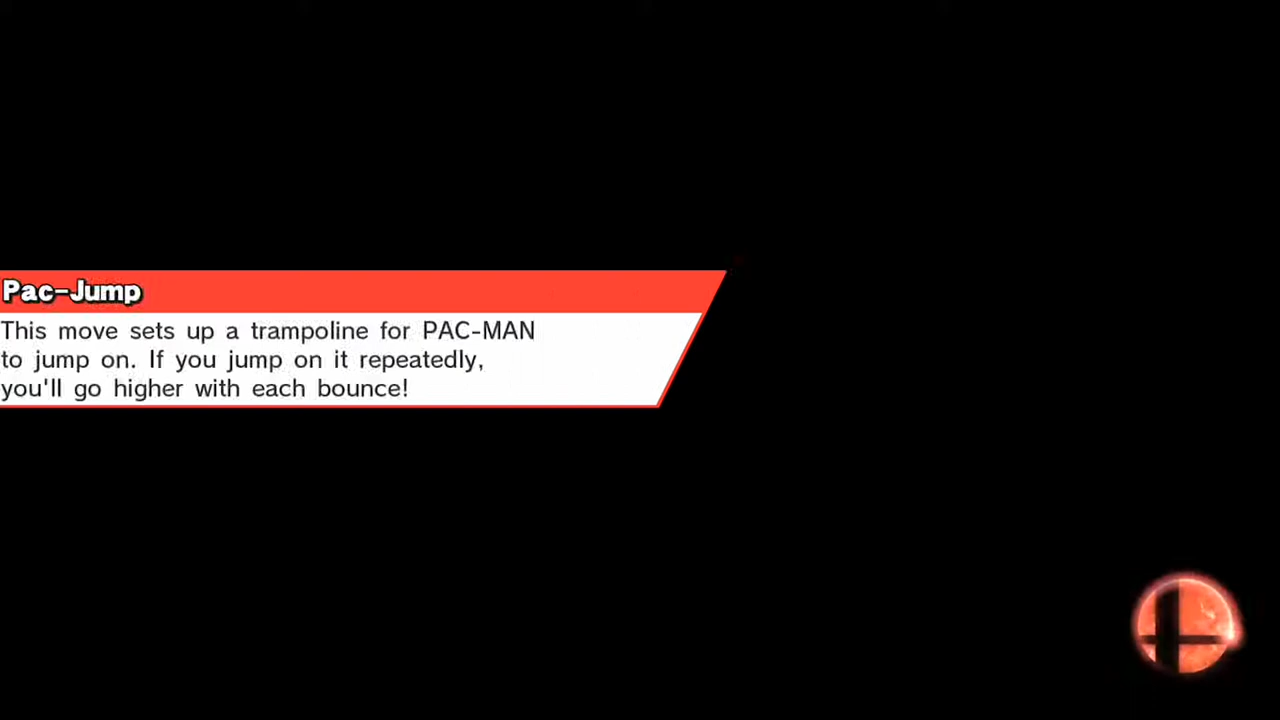 Pac-Jump
This move sets up a trampoline for PAC-MAN
to jump on. If you jump on it repeatedly,
you'll go higher with each bounce!